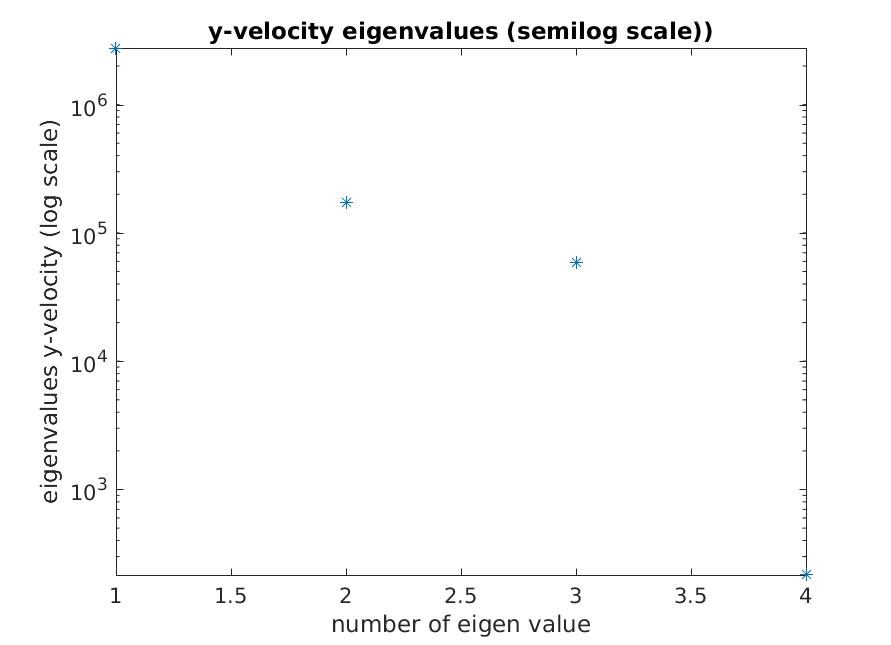 y-velocity eigenvalues (semilog scale))
eigenvalues y-velocity (log scale)
10^6
10^5
10^4
10^3
1 1.5 2 2.5 3 3.5 4
number of eigen value